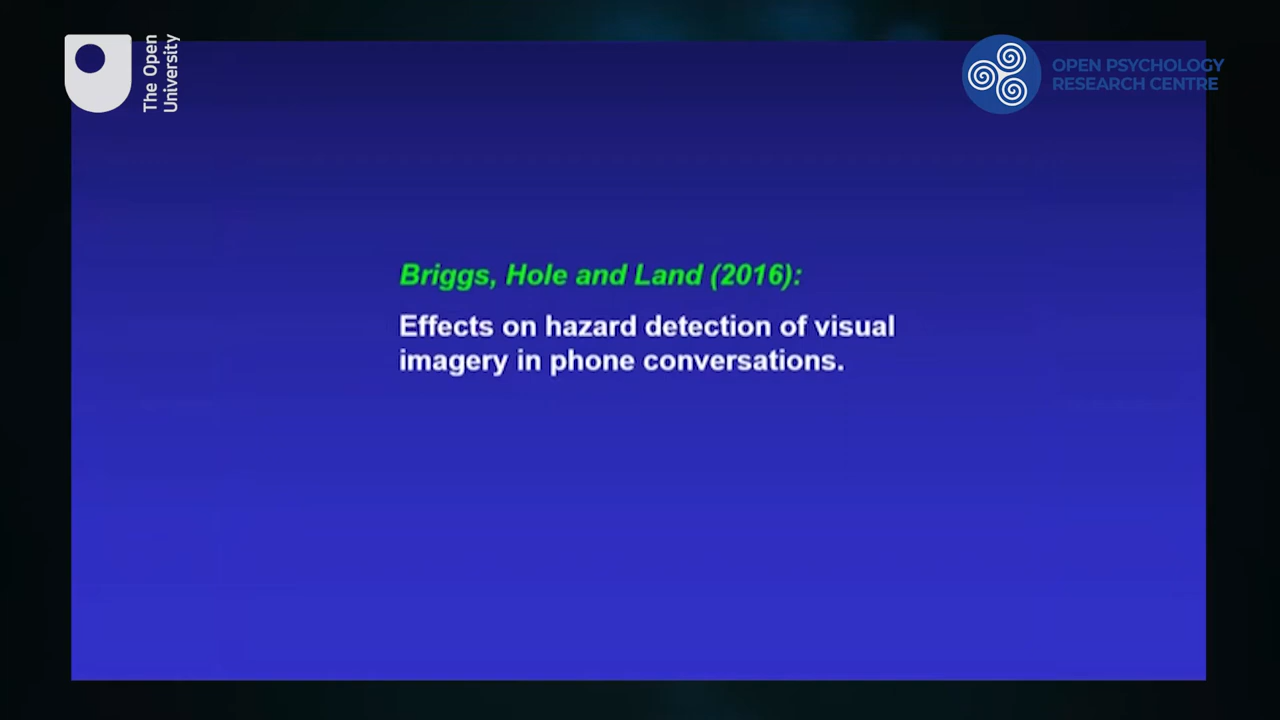 The Open
University
OPEN PSYCHOLOGY
RESEARCH CENTRE
Briggs, Hole and Land (2016):
Effects on hazard detection of visual
imagery in phone conversations.